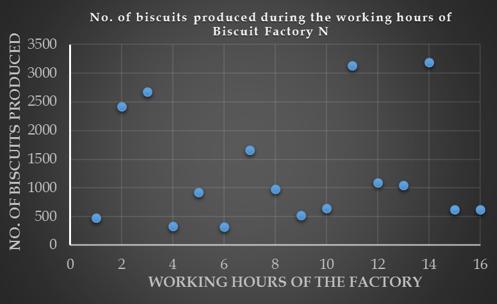 No. of biscuits produced during the working hours of
Biscuit Factory N
NO. OF BISCUITS PRODUCED
3500
3000
2500
2000
1500
1000
500
0
0 2 4 6 8 10 12 14 16
WORKING HOURS OF THE FACTORY